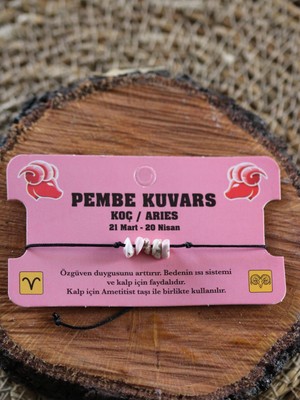 PEMBE KUVARS
KOÇ / ARIES
21 Mart - 20 Nisan
Özgüven duygusunu arttırır. Bedenin ısı sistemi
ve kalp için faydalıdır.
Kalp için Ametitist taşı ile birlikte kullanılır.